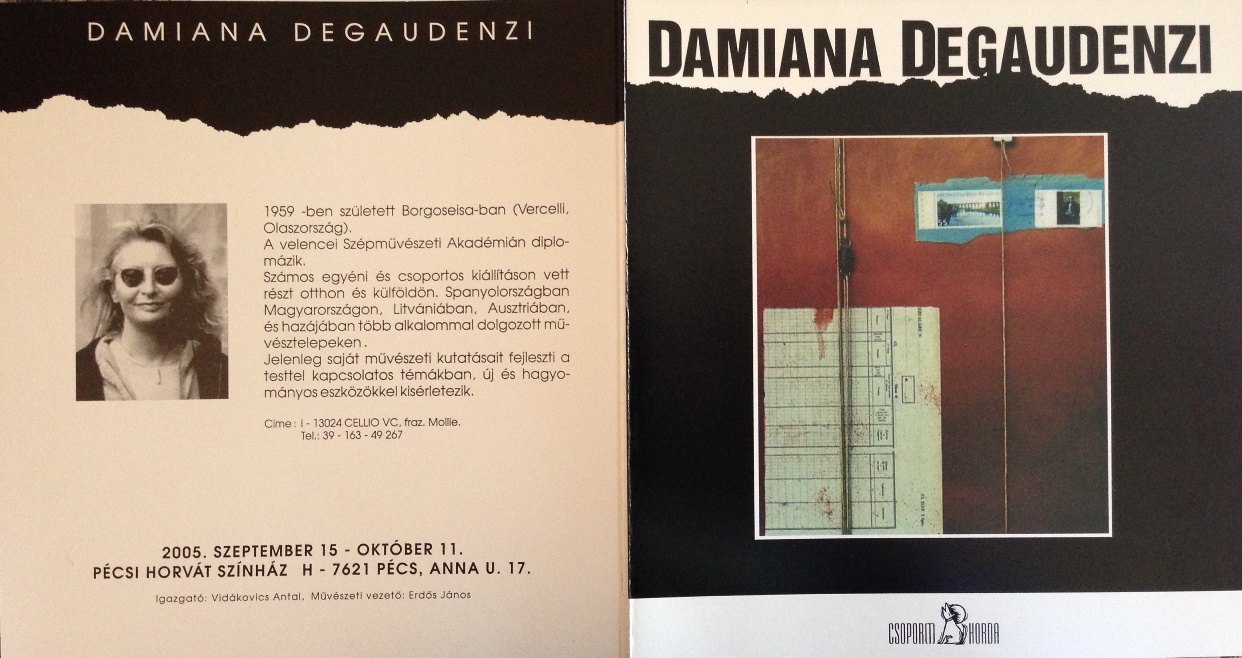 DAMIANA DEGAUDENZI
1959 -ben született Borgoseisa-ban (Vercelli,
Olaszország).
A velencei Szépművészeti Akadémián diplo-
mázik.
Számos egyéni és csoportos kiállításon vett
részt otthon és külföldön. Spanyolországban
Magyarországon, Litvániában, Ausztriában,
és hazájában több alkalommal dolgozott mű-
vésztelepeken.
Jelenleg saját művészeti kutatásait fejleszti a
testtel kapcsolatos témákban, új és hagyo-
mányos eszközökkel kisérletezik.
Cime: I - 13024 CELLIO VC, fraz. Mollie.
Tel.: 39 - 163 - 49 267
2005. SZEPTEMBER 15 - OKTÓBER 11.
PÉCSI HORVÁT SZÍNHÁZ H - 7621 PÉCS, ANNA U. 17.
Igazgató: Vidákovics Antal, Művészeti vezető: Erdős János
DAMIANA DEGAUDENZI
55
CSOPOR(T) HORDA